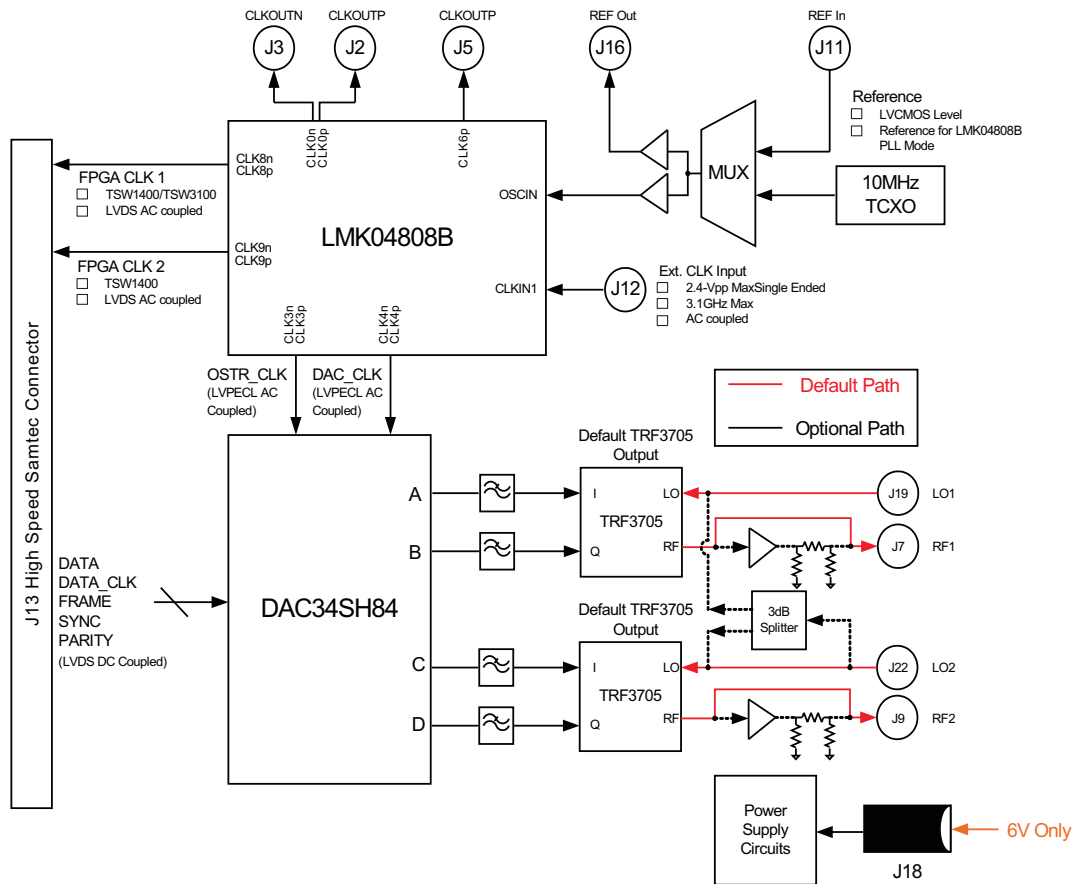 CLKOUTN
CLKOUTP
CLKOUTP
REF Out
REF In
J3
J2
J5
J16
J11
Reference
LVCMOS Level
Reference for LMK04808B
PLL Mode
CLK0n
CLK0p
CLK6p
CLK8n
CLK8p
FPGA CLK 1
TSW1400/TSW3100
LVDS AC coupled
OSCIN
MUX
10MHz
TCXO
LMK04808B
CLK9n
CLK9p
FPGA CLK 2
TSW1400
LVDS AC coupled
CLKIN1
J12
Ext. CLK Input
2.4-Vpp MaxSingle Ended
3.1GHz Max
AC coupled
CLK3n
CLK3p
CLK4n
CLK4p
OSTR_CLK
(LVPECL AC
Coupled)
DAC_CLK
(LVPECL AC
Coupled)
Default Path
Optional Path
J13 High Speed Samtec Connector
Default TRF3705
Output
A
I
LO
J19
LO1
TRF3705
B
Q
RF
J7
RF1
DATA
DATA_CLK
FRAME
SYNC
PARITY
(LVDS DC Coupled)
DAC34SH84
Default TRF3705
Output
3dB
Splitter
C
I
LO
J22
LO2
TRF3705
D
Q
RF
J9
RF2
Power
Supply
Circuits
6V Only
J18